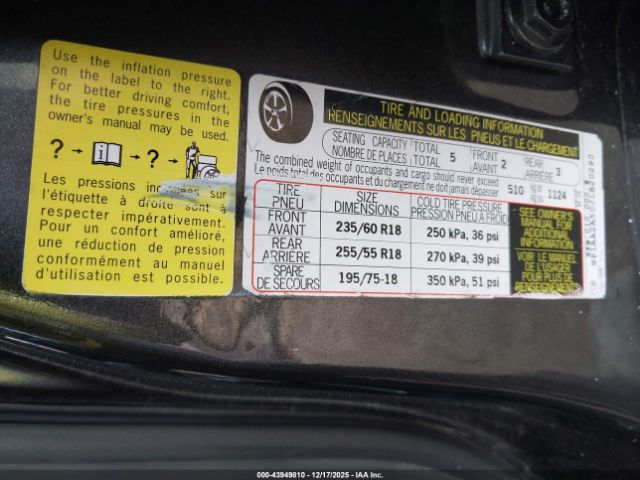 Use the inflation pressure
on the label to the right.
For better driving comfort,
the tire pressures in the
owner's manual may be used.
? → i → ? →
Les pressions indiquées sur
l'étiquette à droite sont à
respecter impérativement.
Pour un confort amélioré,
une réduction de pression
conformément au manuel
d'utilisation est possible.
TIRE AND LOADING INFORMATION
RENSEIGNEMENTS SUR LES PNEUS ET LE CHARGEMENT
SEATING CAPACITY TOTAL 5 FRONT 2 REAR 3
NOMBRE DE PLACES TOTAL AVANT ARRIÈRE
The combined weight of occupants and cargo should never exceed 510 kg or 1124
Le poids total des occupants et du chargement ne doit jamais dépasser
TIRE SIZE COLD TIRE PRESSURE
PNEU DIMENSIONS PRESSION PNEU À FROID
FRONT 235/60 R18 250 kPa, 36 psi
AVANT
REAR 255/55 R18 270 kPa, 39 psi
ARRIÈRE
SPARE 195/75-18 350 kPa, 51 psi
DE SECOURS
SEE OWNER'S
MANUAL FOR
ADDITIONAL
INFORMATION
VOIR LE MANUEL
DE L'USAGER
POUR PLUS DE
RENSEIGNEMENTS
000-43949810 - 12/17/2025 - IAA Inc.